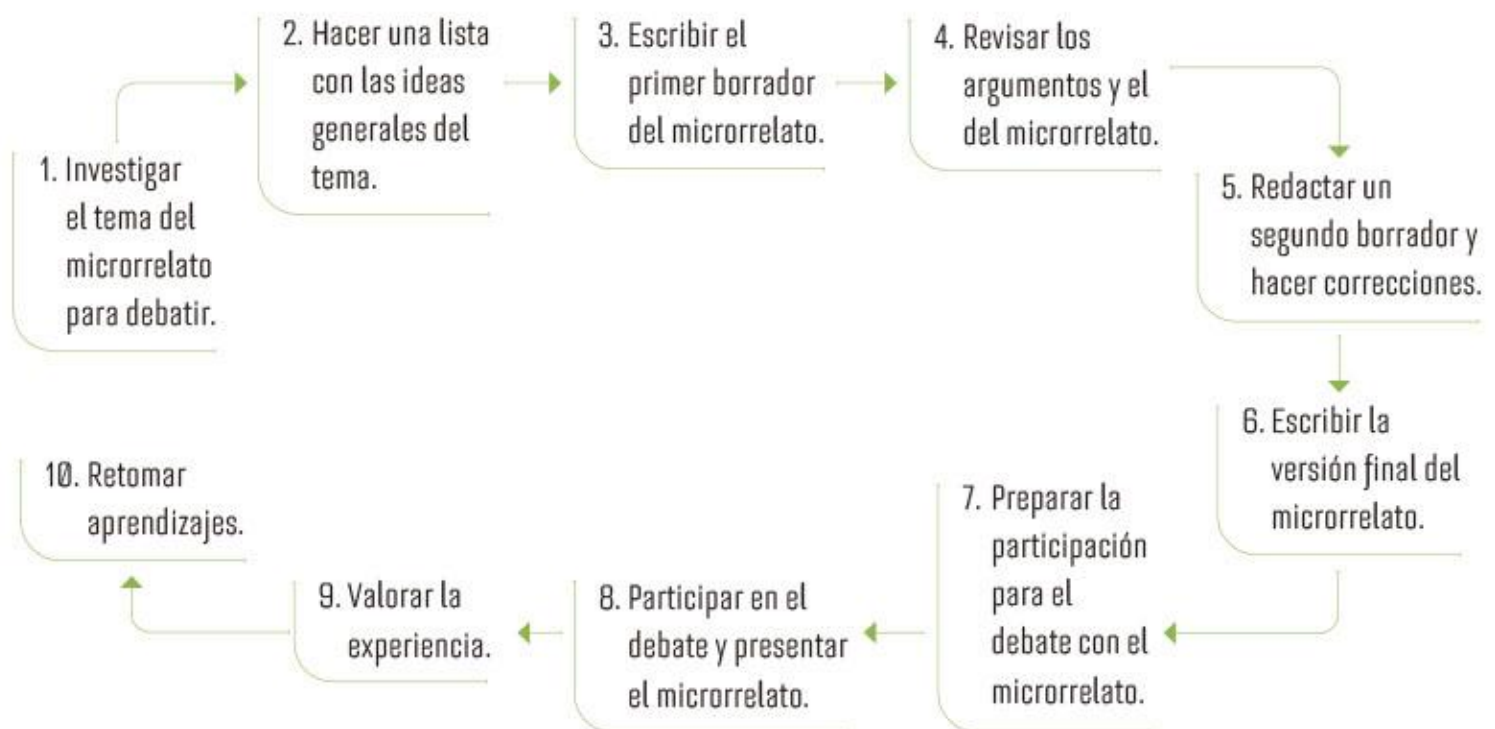 1. Investigar
el tema del
microrrelato
para debatir.
2. Hacer una lista
con las ideas
generales del
tema.
3. Escribir el
primer borrador
del microrrelato.
4. Revisar los
argumentos y el
del microrrelato.
5. Redactar un
segundo borrador y
hacer correcciones.
6. Escribir la
versión final del
microrrelato.
7. Preparar la
participación
para el
debate con el
microrrelato.
8. Participar en el
debate y presentar
el microrrelato.
9. Valorar la
experiencia.
10. Retomar
aprendizajes.